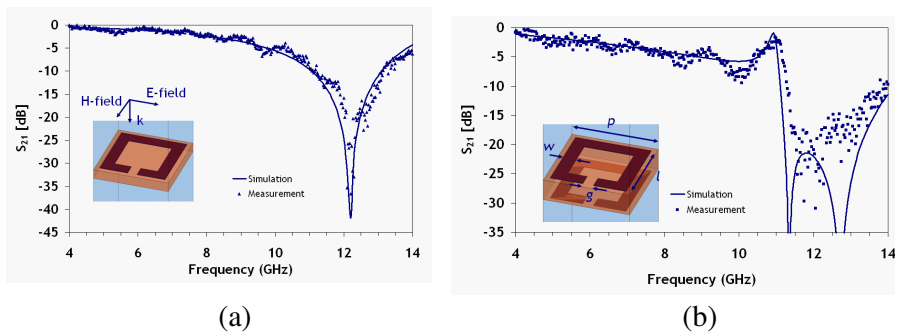 S21 [dB]
0
-5
-10
-15
-20
-25
-30
-35
-40
-45
4
6
8
10
12
14
Frequency (GHz)
H-field
E-field
k
Simulation
Measurement
(a)
S21 [dB]
0
-5
-10
-15
-20
-25
-30
-35
4
6
8
10
12
14
Frequency (GHz)
p
w
l
g
Simulation
Measurement
(b)